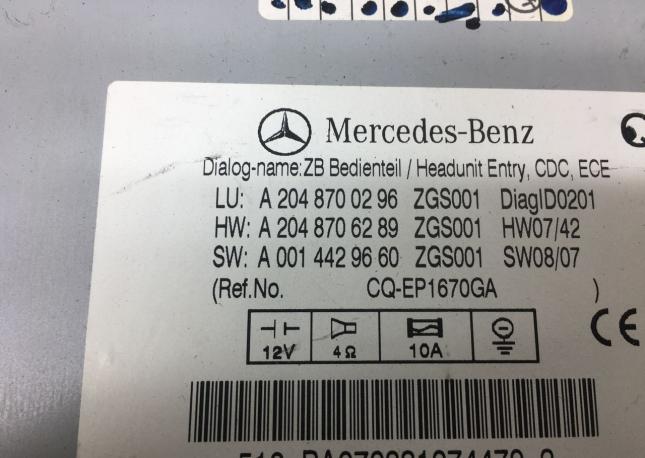 Mercedes-Benz
Dialog-name: ZB Bedienteil / Headunit Entry, CDC, ECE
LU: A 204 870 02 96 ZGS001 DiagID0201
HW: A 204 870 62 89 ZGS001 HW07/42
SW: A 001 442 96 60 ZGS001 SW08/07
(Ref.No. CQ-EP1670GA )
12V 4Ω 10A
CE